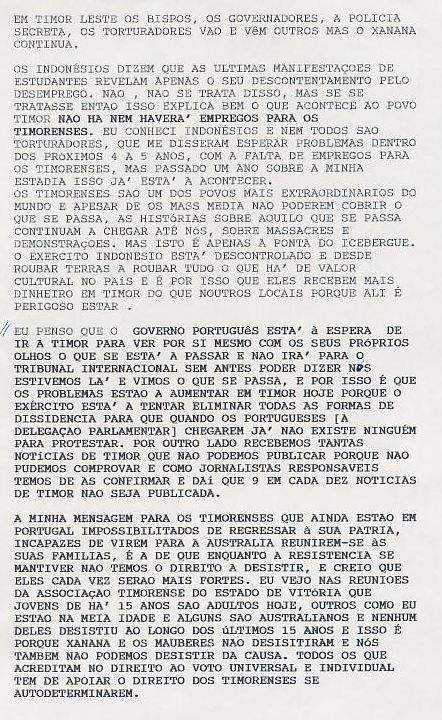 EM TIMOR LESTE OS BISPOS, OS GOVERNADORES, A POLICIA
SECRETA, OS TORTURADORES VAO E VÊM OUTROS MAS O XANANA
CONTINUA.
OS INDONÉSIOS DIZEM QUE AS ULTIMAS MANIFESTAÇOES DE
ESTUDANTES REVELAM APENAS O SEU DESCONTENTAMENTO PELO
DESEMPREGO. NAO , NAO SE TRATA DISSO, MAS SE SE
TRATASSE ENTAO ISSO EXPLICA BEM O QUE ACONTECE AO POVO
TIMOR NAO HA NEM HAVERA’ EMPREGOS PARA OS
TIMORENSES. EU CONHECI INDONÉSIOS E NEM TODOS SAO
TORTURADORES, QUE ME DISSERAM ESPERAR PROBLEMAS DENTRO
DOS PRóXIMOS 4 A 5 ANOS, COM A FALTA DE EMPREGOS PARA
OS TIMORENSES, MAS PASSADO UM ANO SOBRE A MINHA
ESTADIA ISSO JA’ ESTA’ A ACONTECER.
OS TIMORENSES SAO UM DOS POVOS MAIS EXTRAORDINARIOS DO
MUNDO E APESAR DE OS MASS MEDIA NAO PODEREM COBRIR O
QUE SE PASSA, AS HISTóRIAS SOBRE AQUILO QUE SE PASSA
CONTINUAM A CHEGAR ATÉ NóS, SOBRE MASSACRES E
DEMONSTRAÇOES. MAS ISTO É APENAS A PONTA DO ICEBERGUE.
O EXERCITO INDONESIO ESTA’ DESCONTROLADO E DESDE
ROUBAR TERRAS A ROUBAR TUDO O QUE HA’ DE VALOR
CULTURAL NO PAíS E É POR ISSO QUE ELES RECEBEM MAIS
DINHEIRO EM TIMOR DO QUE NOUTROS LOCAIS PORQUE ALI É
PERIGOSO ESTAR .
// EU PENSO QUE O GOVERNO PORTUGUêS ESTA’ à ESPERA DE
IR A TIMOR PARA VER POR SI MESMO COM OS SEUS PRóPRIOS
OLHOS O QUE SE ESTA’ A PASSAR E NAO IRA’ PARA O
TRIBUNAL INTERNACIONAL SEM ANTES PODER DIZER NóS
ESTIVEMOS LA’ E VIMOS O QUE SE PASSA, E POR ISSO É QUE
OS PROBLEMAS ESTAO A AUMENTAR EM TIMOR HOJE PORQUE O
EXÉRCITO ESTA’ A TENTAR ELIMINAR TODAS AS FORMAS DE
DISSIDENCIA PARA QUE QUANDO OS PORTUGUESES [A
DELEGAÇAO PARLAMENTAR] CHEGAREM JA’ NAO EXISTE NINGUÉM
PARA PROTESTAR. POR OUTRO LADO RECEBEMOS TANTAS
NOTíCIAS DE TIMOR QUE NAO PODEMOS PUBLICAR PORQUE NAO
PUDEMOS COMPROVAR E COMO JORNALISTAS RESPONSAVEIS
TEMOS DE AS CONFIRMAR E DAí QUE 9 EM CADA DEZ NOTICIAS
DE TIMOR NAO SEJA PUBLICADA.
A MINHA MENSAGEM PARA OS TIMORENSES QUE AINDA ESTAO EM
PORTUGAL IMPOSSIBILITADOS DE REGRESSAR à SUA PATRIA,
INCAPAZES DE VIREM PARA A AUSTRALIA REUNIREM-SE àS
SUAS FAMILIAS, É A DE QUE ENQUANTO A RESISTENCIA SE
MANTIVER NAO TEMOS O DIREITO A DESISTIR, E CREIO QUE
ELES CADA VEZ SERAO MAIS FORTES. EU VEJO NAS REUNIOES
DA ASSOCIAçAO TIMORENSE DO ESTADO DE VITóRIA QUE
JOVENS DE HA’ 15 ANOS SAO ADULTOS HOJE, OUTROS COMO EU
ESTAO NA MEIA IDADE E ALGUNS SAO AUSTRALIANOS E NENHUM
DELES DESISTIU AO LONGO DOS úLTIMOS 15 ANOS E ISSO É
PORQUE XANANA E OS MAUBERES NAO DESISITIRAM E NóS
TAMBEM NAO PODEMOS DESISTIR DA CAUSA. TODOS OS QUE
ACREDITAM NO DIREITO AO VOTO UNIVERSAL E INDIVIDUAL
TEM DE APOIAR O DIREITO DOS TIMORENSES SE
AUTODETERMINAREM.